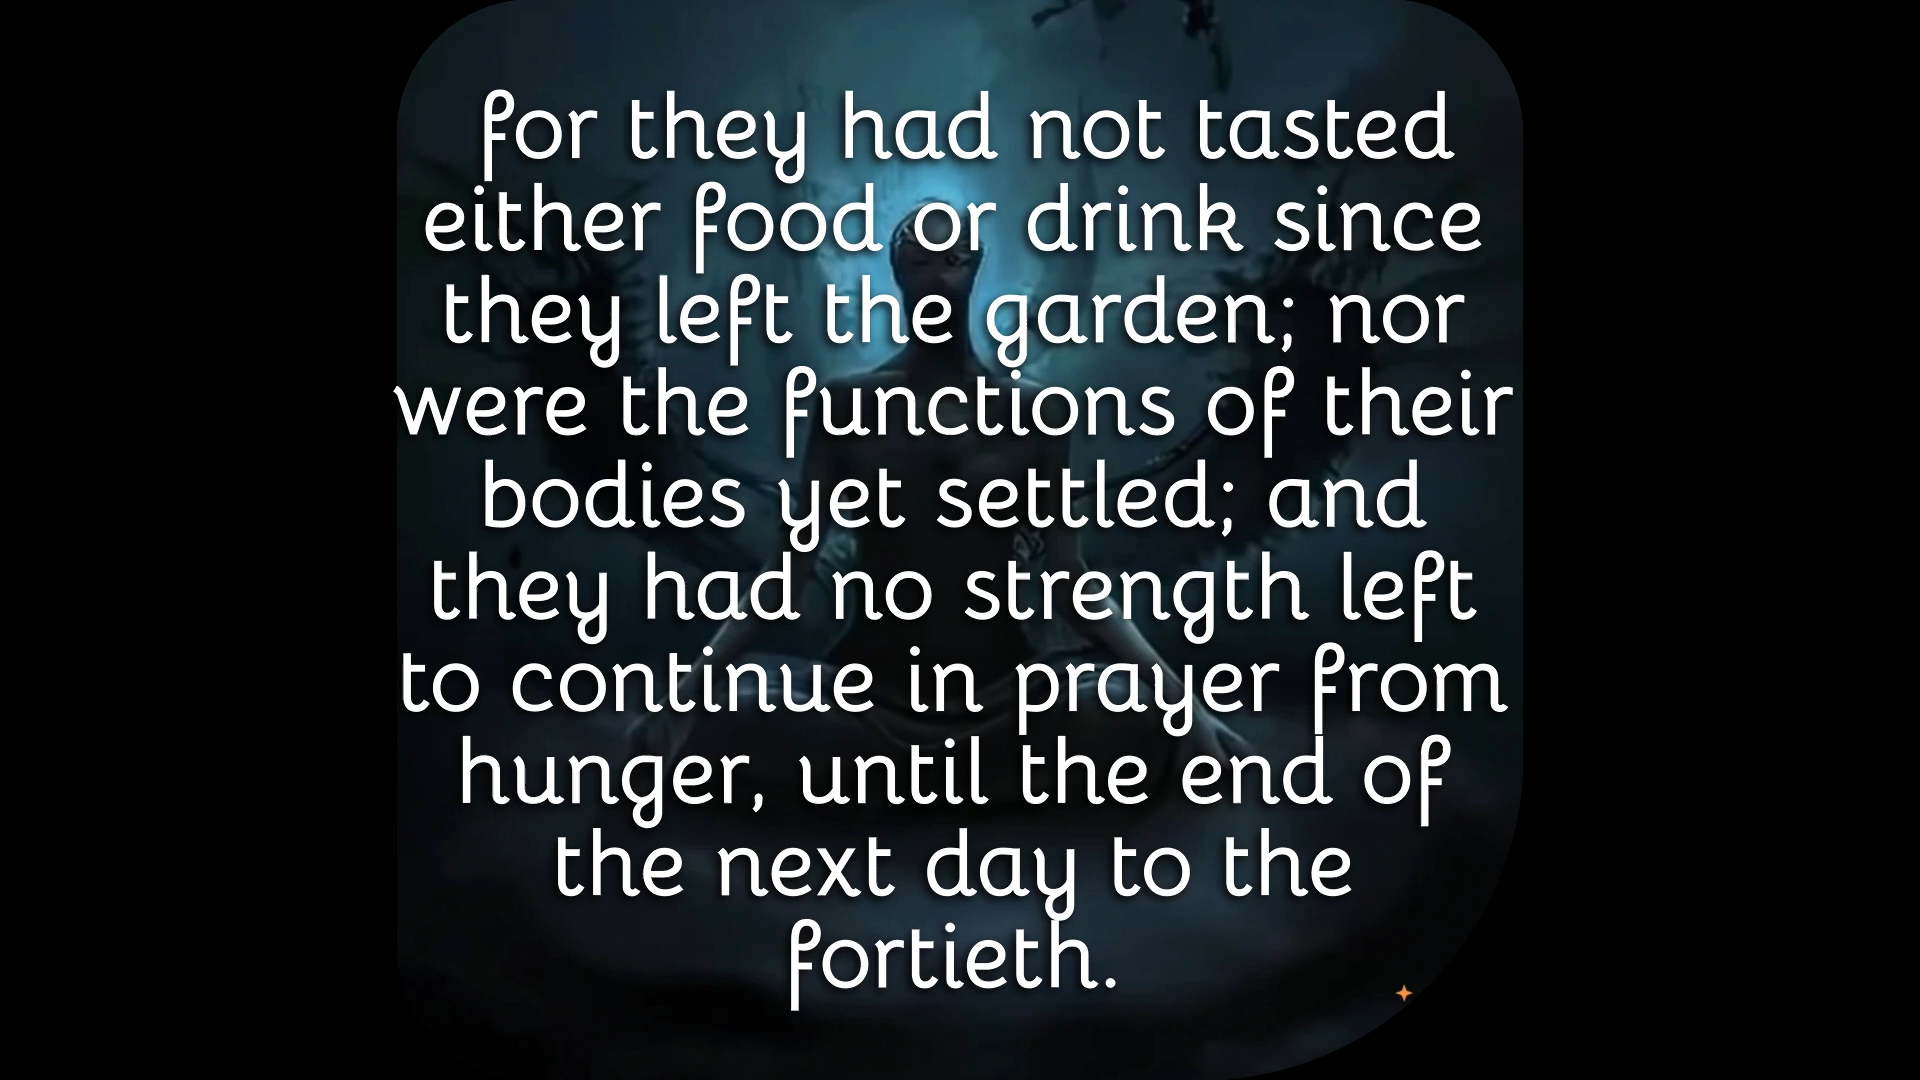 for they had not tasted
either food or drink since
they left the garden; nor
were the functions of their
bodies yet settled; and
they had no strength left
to continue in prayer from
hunger, until the end of
the next day to the
fortieth.